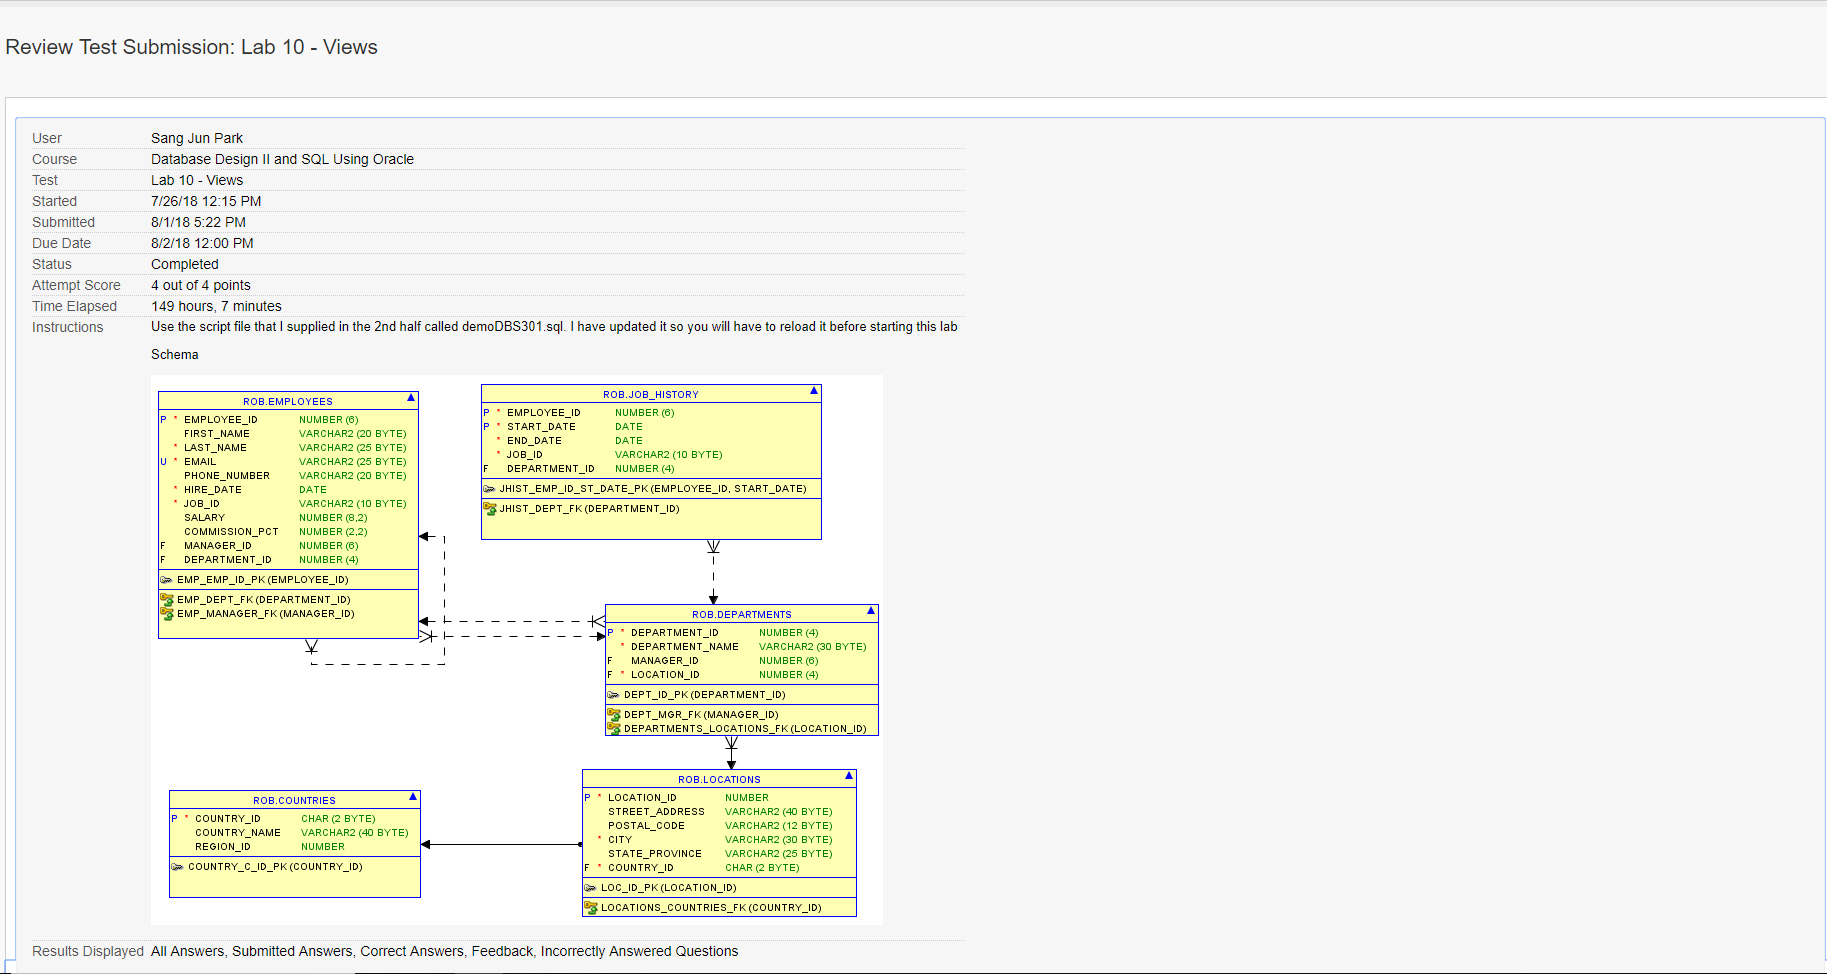 Review Test Submission: Lab 10 - Views
User Sang Jun Park
Course Database Design II and SQL Using Oracle
Test Lab 10 - Views
Started 7/26/18 12:15 PM
Submitted 8/1/18 5:22 PM
Due Date 8/2/18 12:00 PM
Status Completed
Attempt Score 4 out of 4 points
Time Elapsed 149 hours, 7 minutes
Instructions Use the script file that I supplied in the 2nd half called demoDBS301.sql. I have updated it so you will have to reload it before starting this lab
Schema
ROB.EMPLOYEES
P * EMPLOYEE_ID NUMBER (6)
FIRST_NAME VARCHAR2 (20 BYTE)
* LAST_NAME VARCHAR2 (25 BYTE)
U * EMAIL VARCHAR2 (25 BYTE)
PHONE_NUMBER VARCHAR2 (20 BYTE)
* HIRE_DATE DATE
* JOB_ID VARCHAR2 (10 BYTE)
SALARY NUMBER (8,2)
COMMISSION_PCT NUMBER (2,2)
F MANAGER_ID NUMBER (6)
F DEPARTMENT_ID NUMBER (4)
EMP_EMP_ID_PK (EMPLOYEE_ID)
EMP_DEPT_FK (DEPARTMENT_ID)
EMP_MANAGER_FK (MANAGER_ID)
ROB.JOB_HISTORY
P * EMPLOYEE_ID NUMBER (6)
P * START_DATE DATE
* END_DATE DATE
* JOB_ID VARCHAR2 (10 BYTE)
F DEPARTMENT_ID NUMBER (4)
JHIST_EMP_ID_ST_DATE_PK (EMPLOYEE_ID, START_DATE)
JHIST_DEPT_FK (DEPARTMENT_ID)
ROB.DEPARTMENTS
P * DEPARTMENT_ID NUMBER (4)
* DEPARTMENT_NAME VARCHAR2 (30 BYTE)
F MANAGER_ID NUMBER (6)
F * LOCATION_ID NUMBER (4)
DEPT_ID_PK (DEPARTMENT_ID)
DEPT_MGR_FK (MANAGER_ID)
DEPARTMENTS_LOCATIONS_FK (LOCATION_ID)
ROB.COUNTRIES
P * COUNTRY_ID CHAR (2 BYTE)
COUNTRY_NAME VARCHAR2 (40 BYTE)
REGION_ID NUMBER
COUNTRY_C_ID_PK (COUNTRY_ID)
ROB.LOCATIONS
P * LOCATION_ID NUMBER
STREET_ADDRESS VARCHAR2 (40 BYTE)
POSTAL_CODE VARCHAR2 (12 BYTE)
* CITY VARCHAR2 (30 BYTE)
STATE_PROVINCE VARCHAR2 (25 BYTE)
F * COUNTRY_ID CHAR (2 BYTE)
LOC_ID_PK (LOCATION_ID)
LOCATIONS_COUNTRIES_FK (COUNTRY_ID)
Results Displayed All Answers, Submitted Answers, Correct Answers, Feedback, Incorrectly Answered Questions